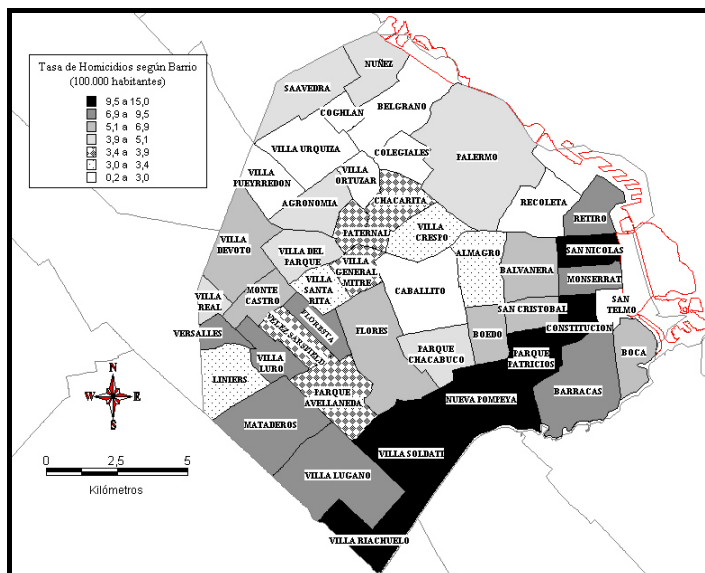 Tasa de Homicidios según Barrio
(100.000 habitantes)
9,5 a 15,0
6,9 a 9,5
5,1 a 6,9
3,9 a 5,1
3,4 a 3,9
3,0 a 3,4
0,2 a 3,0
NUÑEZ
SAAVEDRA
BELGRANO
COGHLAN
VILLA URQUIZA
COLEGIALES
PALERMO
VILLA
PUEYRREDON
VILLA
ORTUZAR
CHACARITA
AGRONOMIA
RECOLETA
RETIRO
PATERNAL
VILLA
CRESPO
VILLA
DEVOTO
VILLA DEL
PARQUE
ALMAGRO
BALVANERA
SAN NICOLAS
VILLA
GENERAL
MITRE
MONSERRAT
VILLA
SANTA
RITA
CABALLITO
MONTE
CASTRO
VILLA
REAL
SAN
TELMO
SAN CRISTOBAL
FLORESTA
VELEZ SARSFIELD
VERSALLES
FLORES
BOEDO
CONSTITUCION
PARQUE
CHACABUCO
PARQUE
PATRICIOS
BOCA
VILLA
LURO
LINIERS
PARQUE
AVELLANEDA
NUEVA POMPEYA
BARRACAS
MATADEROS
VILLA SOLDATI
VILLA LUGANO
VILLA RIACHUELO
N
W
E
S
0
2,5
5
Kilómetros